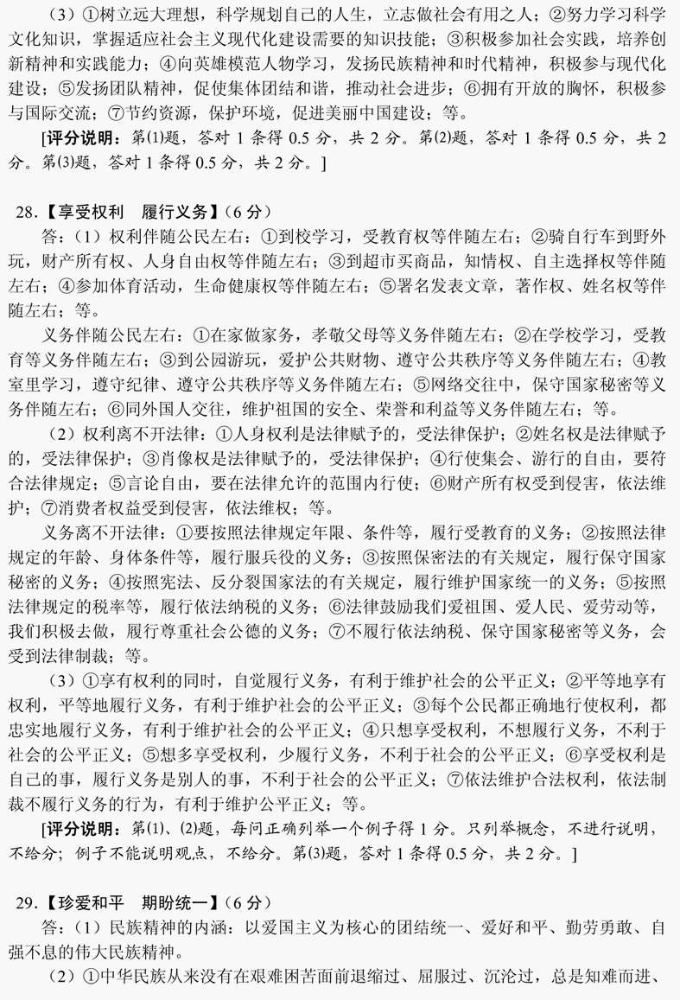 （3）①树立远大理想，科学规划自己的人生，立志做社会有用之人；②努力学习科学
文化知识，掌握适应社会主义现代化建设需要的知识技能；③积极参加社会实践，培养创
新精神和实践能力；④向英雄模范人物学习，发扬民族精神和时代精神，积极参与现代化
建设；⑤发扬团队精神，促使集体团结和谐，推动社会进步；⑥拥有开放的胸怀，积极参
与国际交流；⑦节约资源，保护环境，促进美丽中国建设；等。
[评分说明：第⑴题，答对 1 条得 0.5 分，共 2 分。第⑵题，答对 1 条得 0.5 分，共 2
分。第⑶题，答对 1 条得 0.5 分，共 2 分。]
28.【享受权利　履行义务】（6 分）
答：（1）权利伴随公民左右：①到校学习，受教育权等伴随左右；②骑自行车到野外
玩，财产所有权、人身自由权等伴随左右；③到超市买商品，知情权、自主选择权等伴随
左右；④参加体育活动，生命健康权等伴随左右；⑤署名发表文章，著作权、姓名权等伴
随左右；等。
义务伴随公民左右：①在家做家务，孝敬父母等义务伴随左右；②在学校学习，受教
育等义务伴随左右；③到公园游玩，爱护公共财物、遵守公共秩序等义务伴随左右；④教
室里学习，遵守纪律、遵守公共秩序等义务伴随左右；⑤网络交往中，保守国家秘密等义
务伴随左右；⑥同外国人交往，维护祖国的安全、荣誉和利益等义务伴随左右；等。
（2）权利离不开法律：①人身权利是法律赋予的，受法律保护；②姓名权是法律赋予
的，受法律保护；③肖像权是法律赋予的，受法律保护；④行使集会、游行的自由，要符
合法律规定；⑤言论自由，要在法律允许的范围内行使；⑥财产所有权受到侵害，依法维
护；⑦消费者权益受到侵害，依法维权；等。
义务离不开法律：①要按照法律规定年限、条件等，履行受教育的义务；②按照法律
规定的年龄、身体条件等，履行服兵役的义务；③按照保密法的有关规定，履行保守国家
秘密的义务；④按照宪法、反分裂国家法的有关规定，履行维护国家统一的义务；⑤按照
法律规定的税率等，履行依法纳税的义务；⑥法律鼓励我们爱祖国、爱人民、爱劳动等，
我们积极去做，履行尊重社会公德的义务；⑦不履行依法纳税、保守国家秘密等义务，会
受到法律制裁；等。
（3）①享有权利的同时，自觉履行义务，有利于维护社会的公平正义；②平等地享有
权利，平等地履行义务，有利于维护社会的公平正义；③每个公民都正确地行使权利，都
忠实地履行义务，有利于维护社会的公平正义；④只想享受权利，不想履行义务，不利于
社会的公平正义；⑤想多享受权利，少履行义务，不利于社会的公平正义；⑥享受权利是
自己的事，履行义务是别人的事，不利于社会的公平正义；⑦依法维护合法权利，依法制
裁不履行义务的行为，有利于维护公平正义；等。
[评分说明：第⑴、⑵题，每问正确列举一个例子得 1 分。只列举概念，不进行说明，
不给分；例子不能说明观点，不给分。第⑶题，答对 1 条得 0.5 分，共 2 分。]
29.【珍爱和平　期盼统一】（6 分）
答：（1）民族精神的内涵：以爱国主义为核心的团结统一、爱好和平、勤劳勇敢、自
强不息的伟大民族精神。
（2）①中华民族从来没有在艰难困苦面前退缩过、屈服过、沉沦过，总是知难而进、